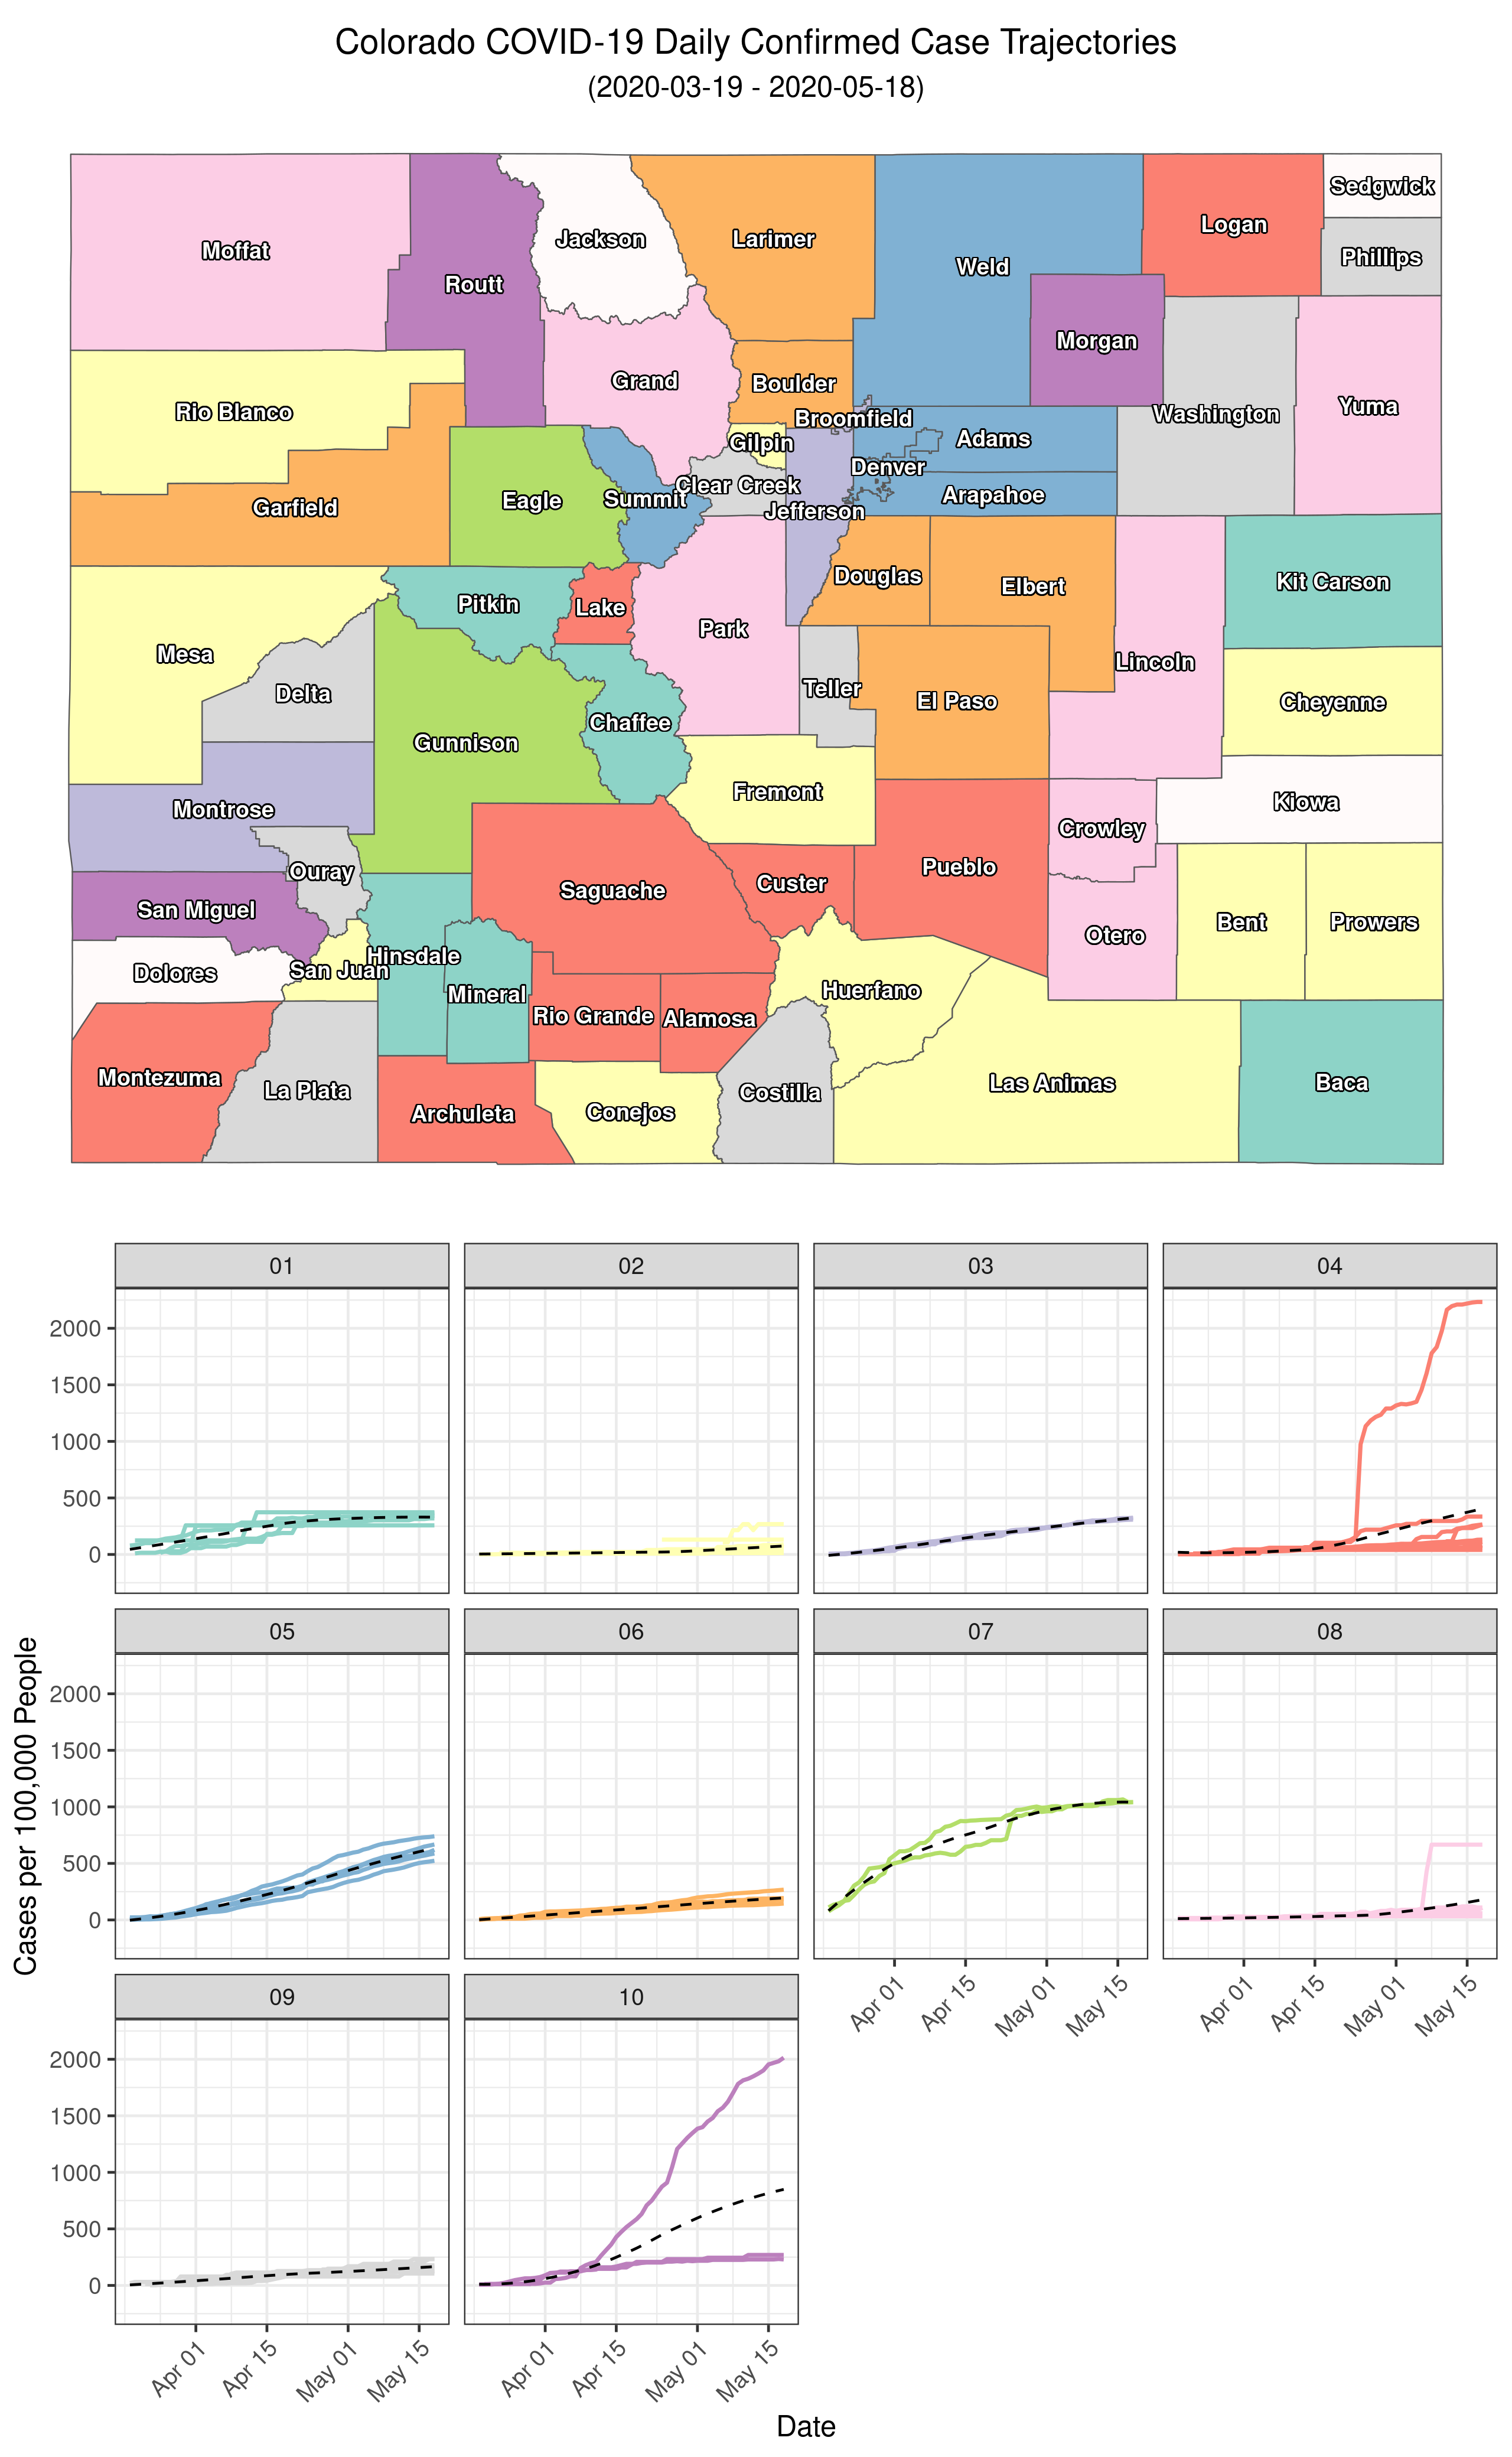 Colorado COVID-19 Daily Confirmed Case Trajectories
(2020-03-19 - 2020-05-18)
Moffat
Routt
Jackson
Larimer
Weld
Logan
Sedgwick
Phillips
Morgan
Grand
Boulder
Rio Blanco
Broomfield
Washington
Yuma
Gilpin
Adams
Denver
Clear Creek
Arapahoe
Garfield
Eagle
Summit
Jefferson
Douglas
Elbert
Kit Carson
Pitkin
Lake
Park
Mesa
Lincoln
Delta
Teller
El Paso
Cheyenne
Gunnison
Chaffee
Fremont
Kiowa
Montrose
Crowley
Ouray
Saguache
Custer
Pueblo
San Miguel
Otero
Bent
Prowers
Dolores
San Juan
Hinsdale
Mineral
Huerfano
Rio Grande
Alamosa
Montezuma
La Plata
Archuleta
Conejos
Costilla
Las Animas
Baca
01 02 03 04
2000
1500
1000
500
0
05 06 07 08
2000
1500
1000
500
0
Apr 01 Apr 15 May 01 May 15
Apr 01 Apr 15 May 01 May 15
09 10
2000
1500
1000
500
0
Apr 01 Apr 15 May 01 May 15
Apr 01 Apr 15 May 01 May 15
Cases per 100,000 People
Date